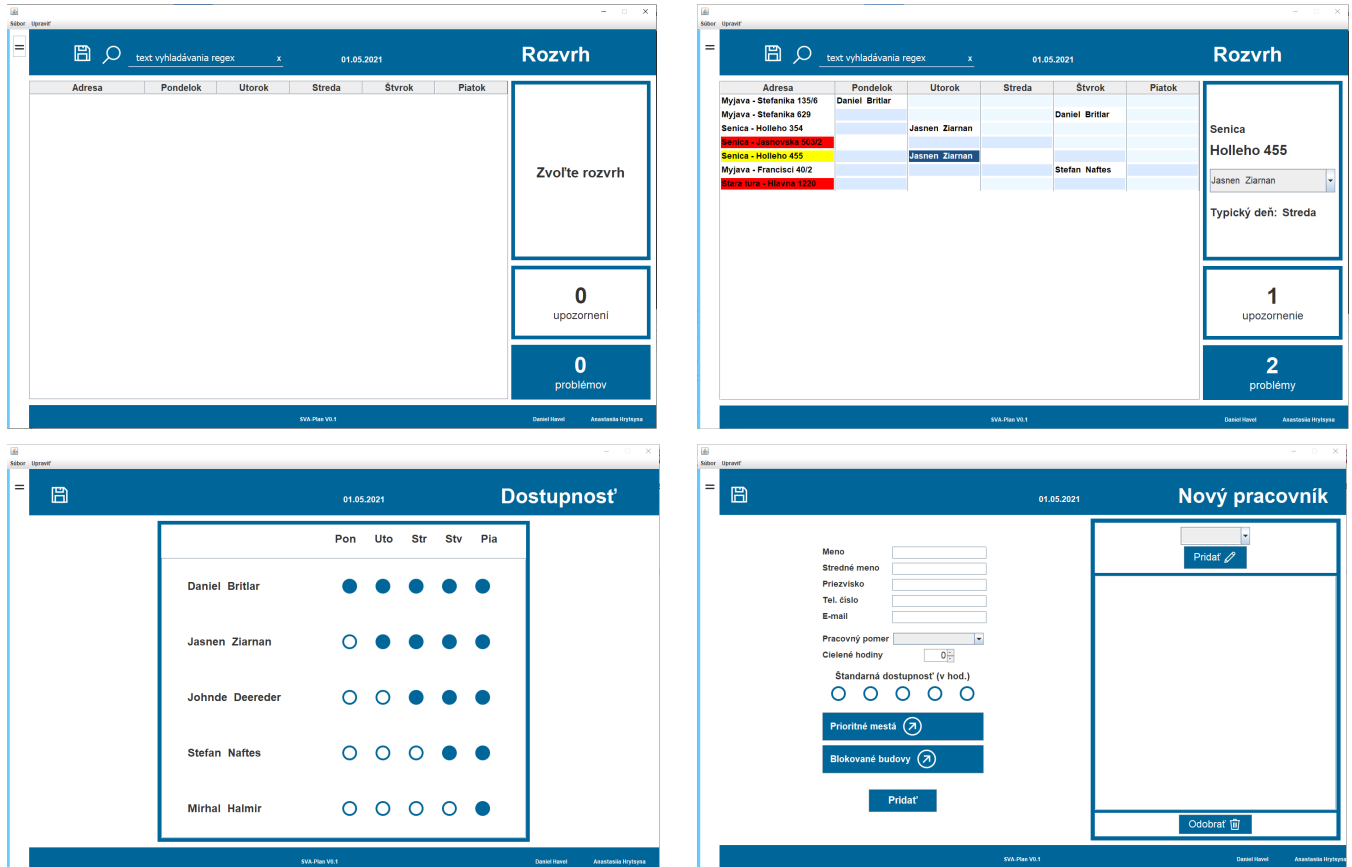 Súbor Upraviť
text vyhladávania regex x 01.05.2021 Rozvrh
Adresa Pondelok Utorok Streda Štvrok Piatok
Zvoľte rozvrh
0
upozornení
0
problémov
SVA-Plan V0.1 Daniel Havel Anastasiia Hrytsyna
Súbor Upraviť
text vyhladávania regex x 01.05.2021 Rozvrh
Adresa Pondelok Utorok Streda Štvrok Piatok
Myjava - Stefanika 135/6 Daniel Britlar
Myjava - Stefanika 629 Daniel Britlar
Senica - Holleho 354 Jasnen Ziarnan
Senica - Jasnovska 503/2
Senica - Holleho 455 Jasnen Ziarnan
Myjava - Francisci 40/2 Stefan Naftes
Stara tura - Hlavna 1220
Senica
Holleho 455
Jasnen Ziarnan
Typický deň: Streda
1
upozornenie
2
problémy
SVA-Plan V0.1 Daniel Havel Anastasiia Hrytsyna
Súbor Upraviť
01.05.2021 Dostupnosť
Pon Uto Str Stv Pia
Daniel Britlar
Jasnen Ziarnan
Johnde Deereder
Stefan Naftes
Mirhal Halmir
SVA-Plan V0.1 Daniel Havel Anastasiia Hrytsyna
Súbor Upraviť
01.05.2021 Nový pracovník
Meno
Stredné meno
Priezvisko
Tel. číslo
E-mail
Pracovný pomer
Cielené hodiny 0
Štandarná dostupnosť (v hod.)
Prioritné mestá
Blokované budovy
Pridať
Pridať
Odobrať
SVA-Plan V0.1 Daniel Havel Anastasiia Hrytsyna